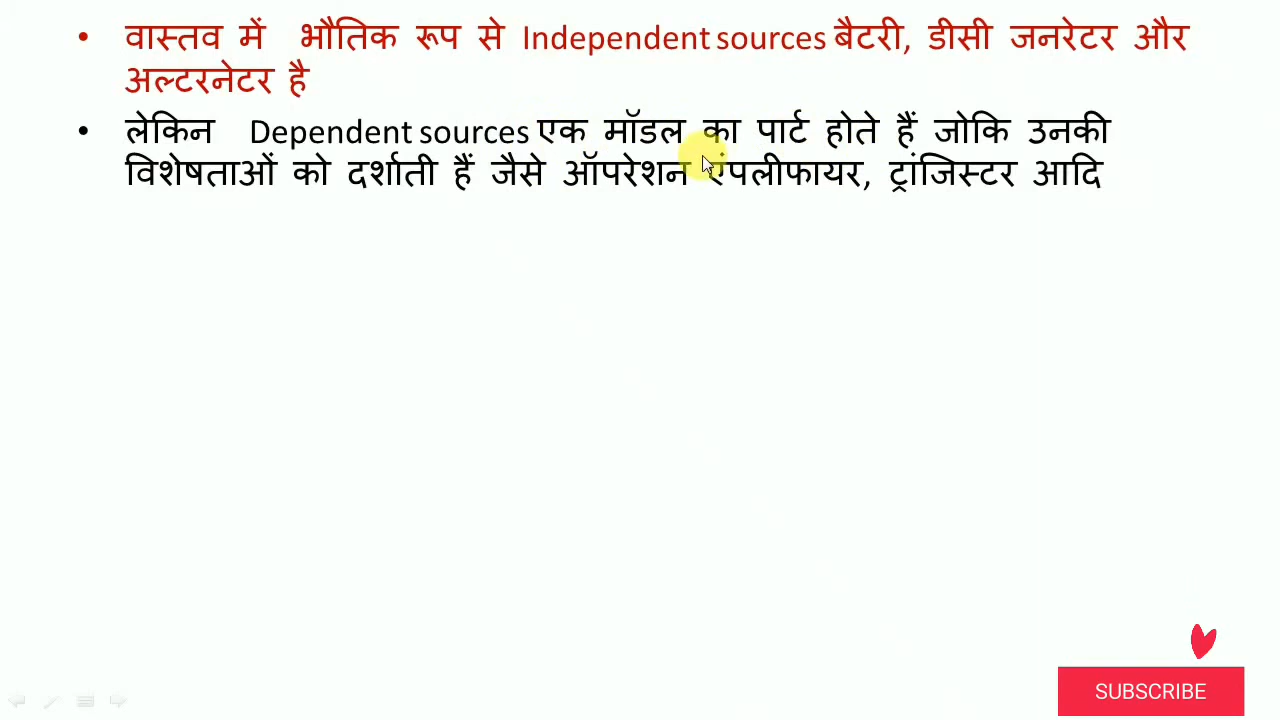 • वास्तव में भौतिक रूप से Independent sources बैटरी, डीसी जनरेटर और
अल्टरनेटर है
• लेकिन Dependent sources एक मॉडल का पार्ट होते हैं जोकि उनकी
विशेषताओं को दर्शाती हैं जैसे ऑपरेशन एंपलीफायर, ट्रांजिस्टर आदि
SUBSCRIBE